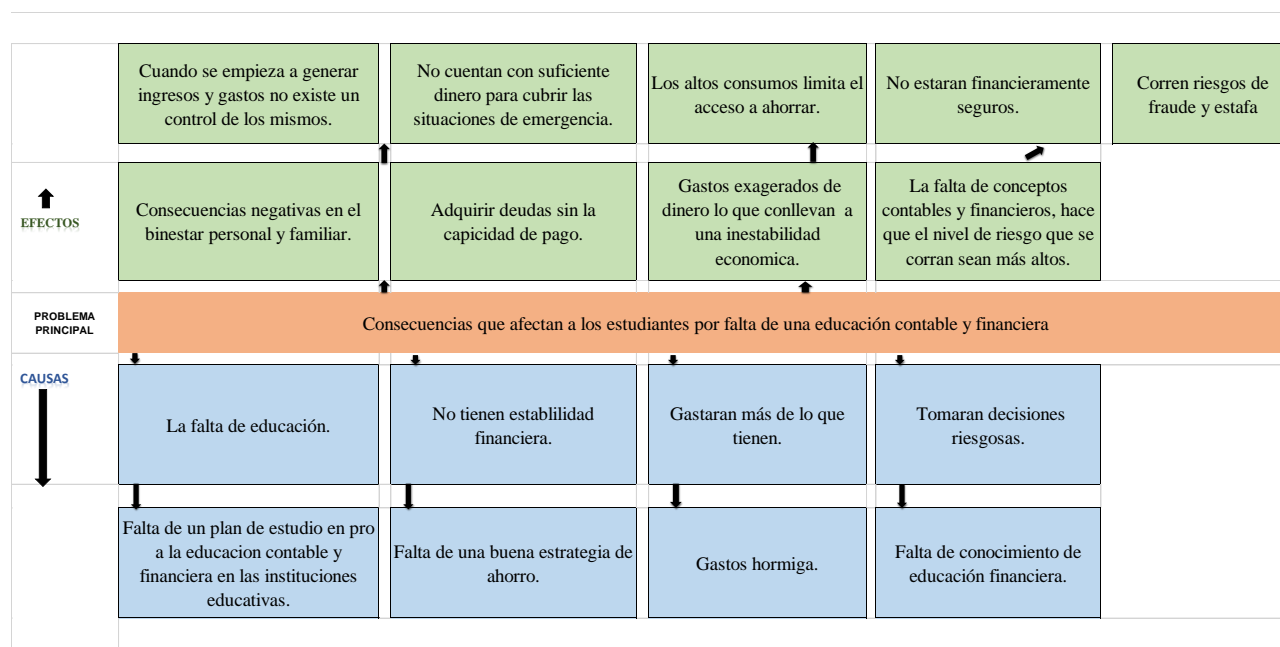 Cuando se empieza a generar
ingresos y gastos no existe un
control de los mismos.
No cuentan con suficiente
dinero para cubrir las
situaciones de emergencia.
Los altos consumos limita el
acceso a ahorrar.
No estaran financieramente
seguros.
Corren riesgos de
fraude y estafa
EFECTOS
Consecuencias negativas en el
binestar personal y familiar.
Adquirir deudas sin la
capicidad de pago.
Gastos exagerados de
dinero lo que conllevan a
una inestabilidad
economica.
La falta de conceptos
contables y financieros, hace
que el nivel de riesgo que se
corran sean más altos.
PROBLEMA
PRINCIPAL
Consecuencias que afectan a los estudiantes por falta de una educación contable y financiera
CAUSAS
La falta de educación.
No tienen establilidad
financiera.
Gastaran más de lo que
tienen.
Tomaran decisiones
riesgosas.
Falta de un plan de estudio en pro
a la educacion contable y
financiera en las instituciones
educativas.
Falta de una buena estrategia de
ahorro.
Gastos hormiga.
Falta de conocimiento de
educación financiera.